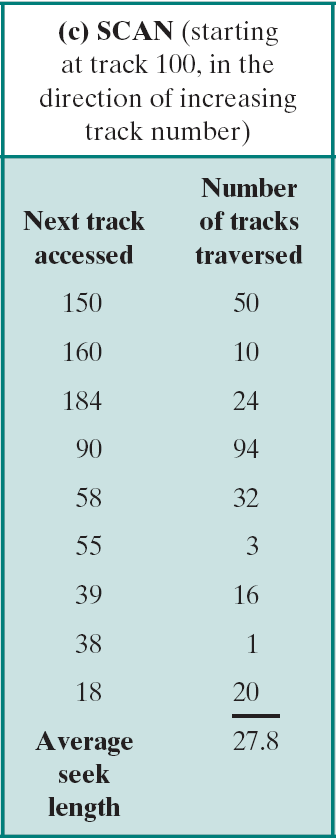 (c) SCAN (starting
at track 100, in the
direction of increasing
track number)
Number
Next track of tracks
accessed traversed
150 50
160 10
184 24
90 94
58 32
55 3
39 16
38 1
18 20
Average 27.8
seek
length